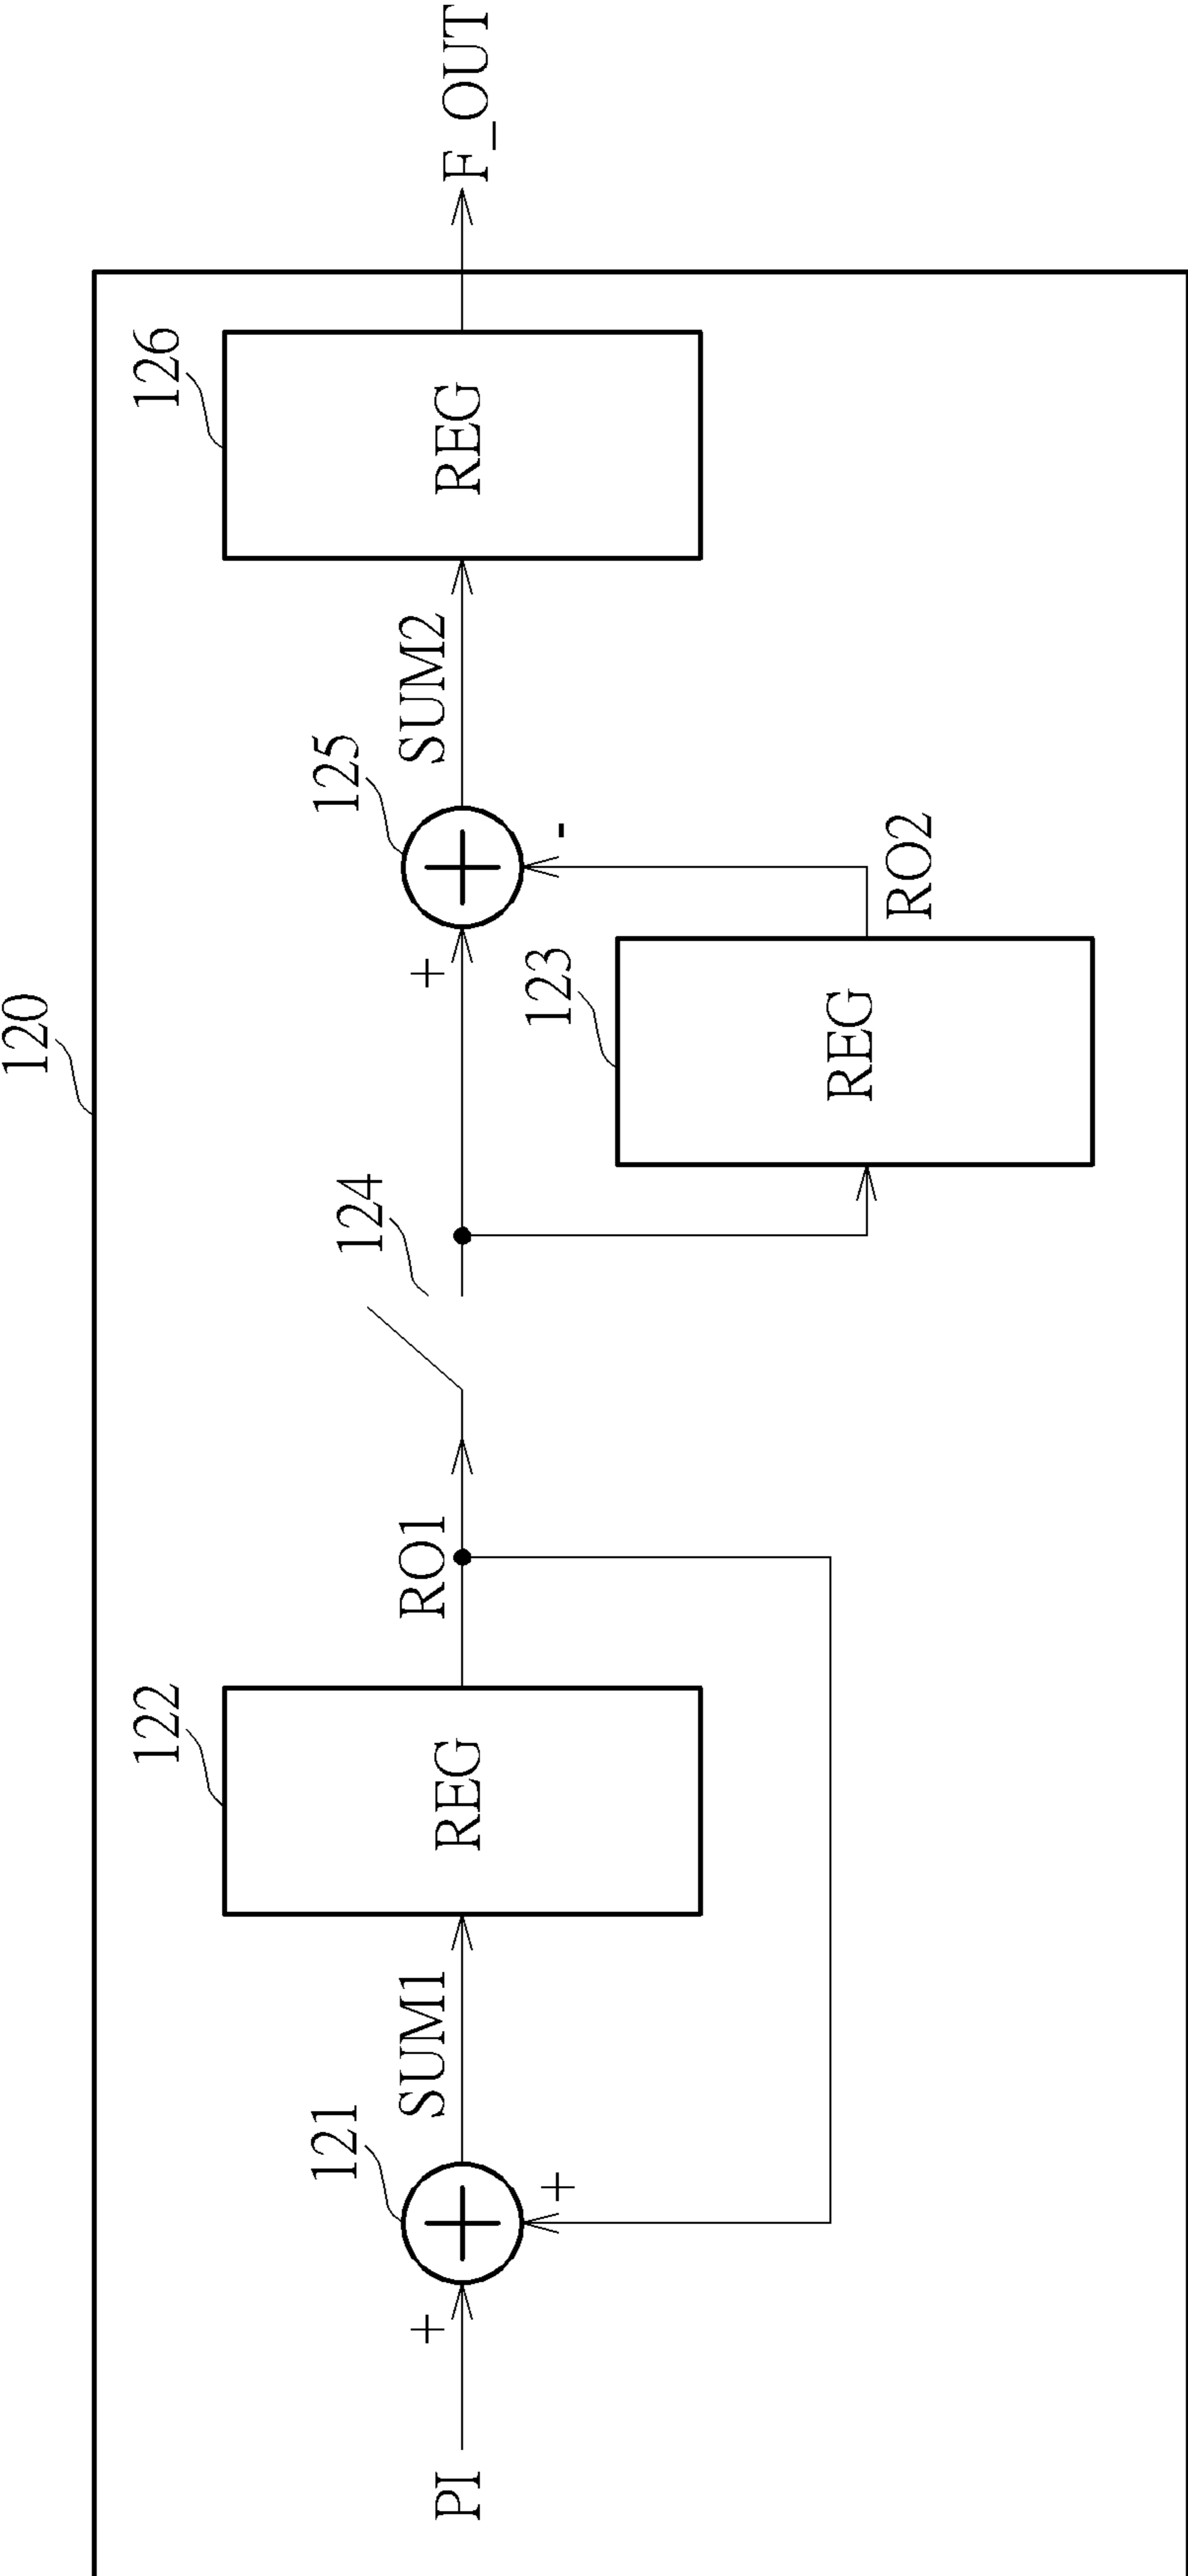 120
PI
+
+
121
SUM1
122
REG
RO1
124
+
-
123
REG
RO2
125
SUM2
126
REG
F_OUT